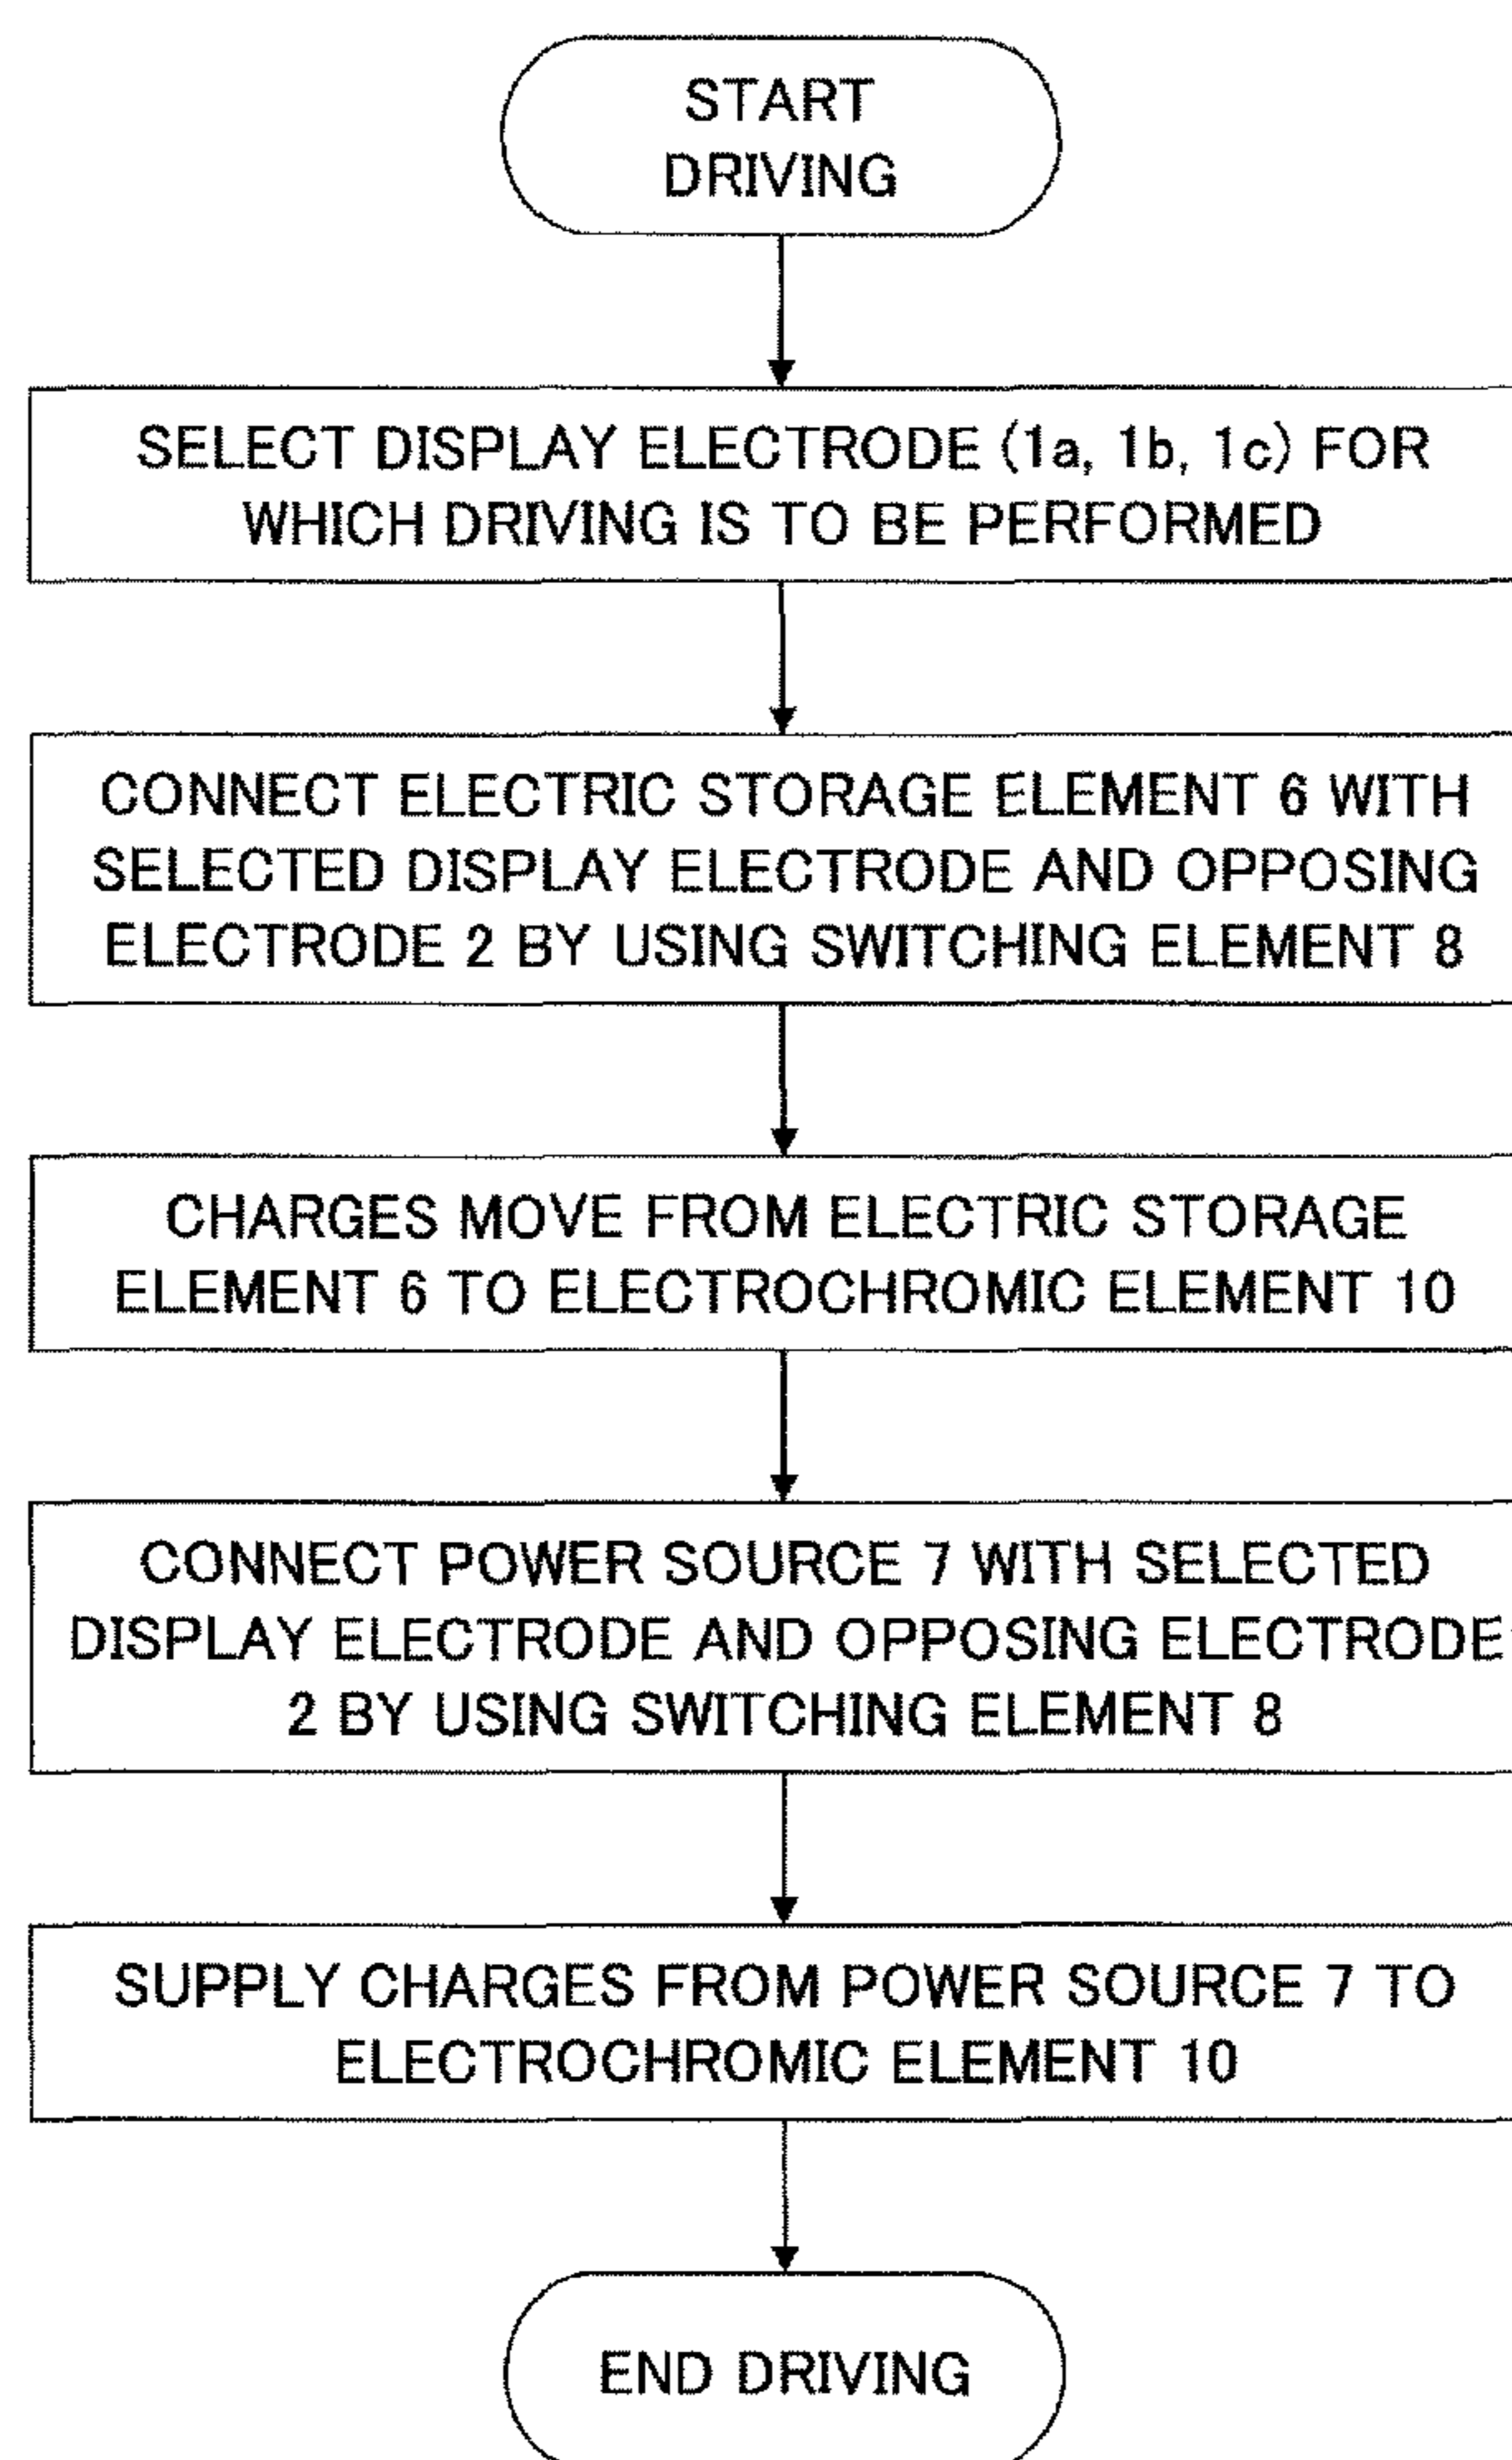 START
DRIVING
SELECT DISPLAY ELECTRODE (1a, 1b, 1c) FOR
WHICH DRIVING IS TO BE PERFORMED
CONNECT ELECTRIC STORAGE ELEMENT 6 WITH
SELECTED DISPLAY ELECTRODE AND OPPOSING
ELECTRODE 2 BY USING SWITCHING ELEMENT 8
CHARGES MOVE FROM ELECTRIC STORAGE
ELEMENT 6 TO ELECTROCHROMIC ELEMENT 10
CONNECT POWER SOURCE 7 WITH SELECTED
DISPLAY ELECTRODE AND OPPOSING ELECTRODE
2 BY USING SWITCHING ELEMENT 8
SUPPLY CHARGES FROM POWER SOURCE 7 TO
ELECTROCHROMIC ELEMENT 10
END DRIVING